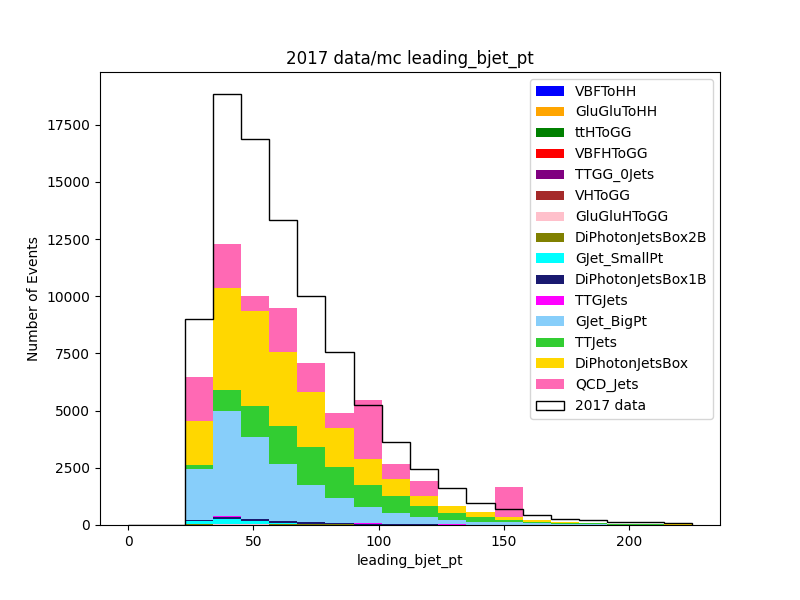 2017 data/mc leading_bjet_pt
Number of Events
17500
15000
12500
10000
7500
5000
2500
0
0
50
100
150
200
leading_bjet_pt
VBFToHH
GluGluToHH
ttHToGG
VBFHToGG
TTGG_0Jets
VHToGG
GluGluHToGG
DiPhotonJetsBox2B
GJet_SmallPt
DiPhotonJetsBox1B
TTGJets
GJet_BigPt
TTJets
DiPhotonJetsBox
QCD_Jets
2017 data